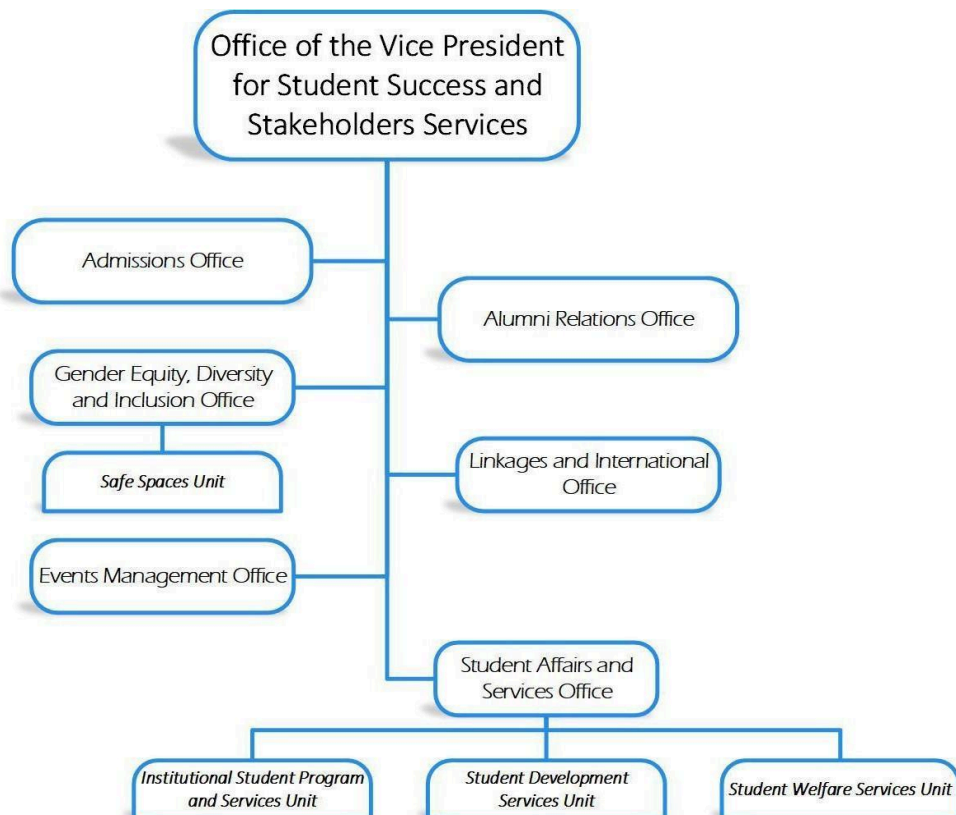 Office of the Vice President
for Student Success and
Stakeholders Services
Admissions Office
Alumni Relations Office
Gender Equity, Diversity
and Inclusion Office
Safe Spaces Unit
Linkages and International
Office
Events Management Office
Student Affairs and
Services Office
Institutional Student Program
and Services Unit
Student Development
Services Unit
Student Welfare Services Unit